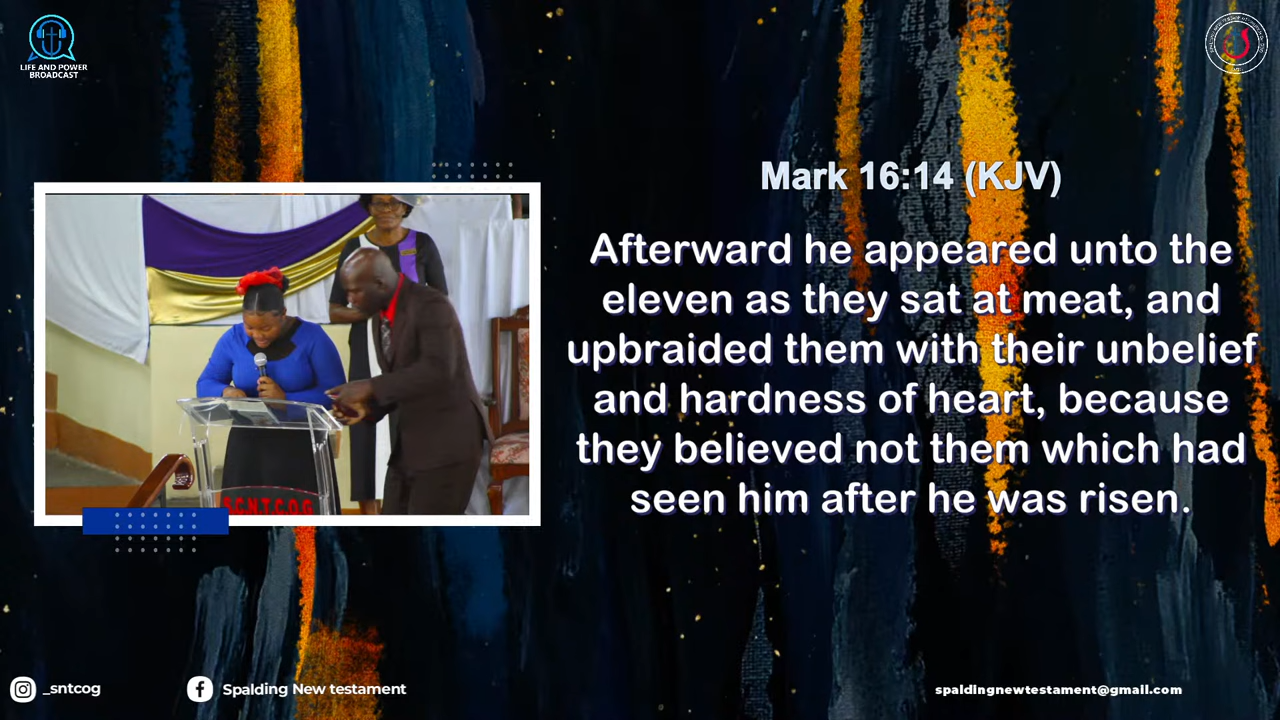 LIFE AND POWER
BROADCAST
Mark 16:14 (KJV)
Afterward he appeared unto the
eleven as they sat at meat, and
upbraided them with their unbelief
and hardness of heart, because
they believed not them which had
seen him after he was risen.
SCNTCOG
_sntcog
Spalding New testament
spaldingnewtestament@gmail.com